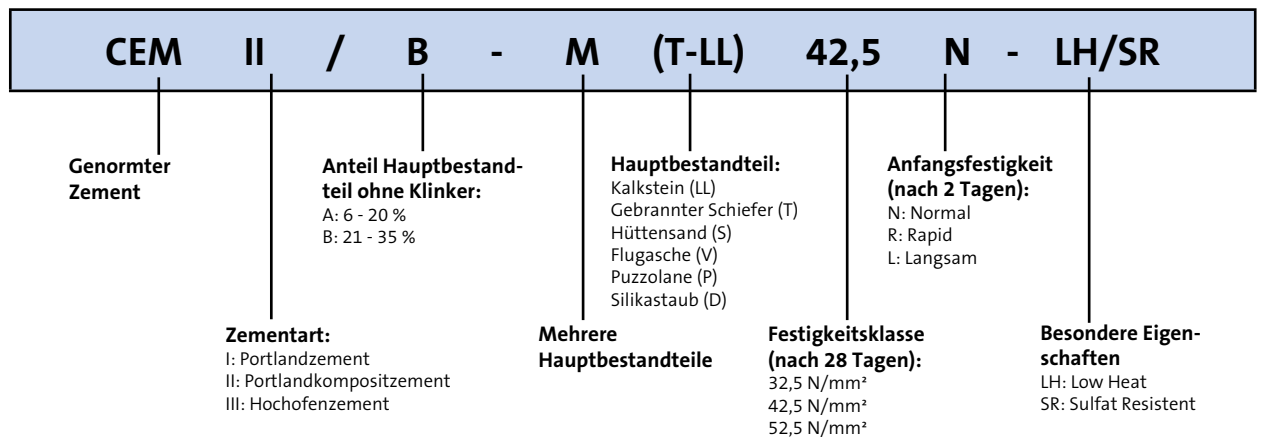 CEM II / B - M (T-LL) 42,5 N - LH/SR
Genormter
Zement
Anteil Hauptbestand-
teil ohne Klinker:
A: 6 - 20 %
B: 21 - 35 %
Hauptbestandteil:
Kalkstein (LL)
Gebrannter Schiefer (T)
Hüttensand (S)
Flugasche (V)
Puzzolane (P)
Silikastaub (D)
Anfangsfestigkeit
(nach 2 Tagen):
N: Normal
R: Rapid
L: Langsam
Zementart:
I: Portlandzement
II: Portlandkompositzement
III: Hochofenzement
Mehrere
Hauptbestandteile
Festigkeitsklasse
(nach 28 Tagen):
32,5 N/mm²
42,5 N/mm²
52,5 N/mm²
Besondere Eigen-
schaften
LH: Low Heat
SR: Sulfat Resistent